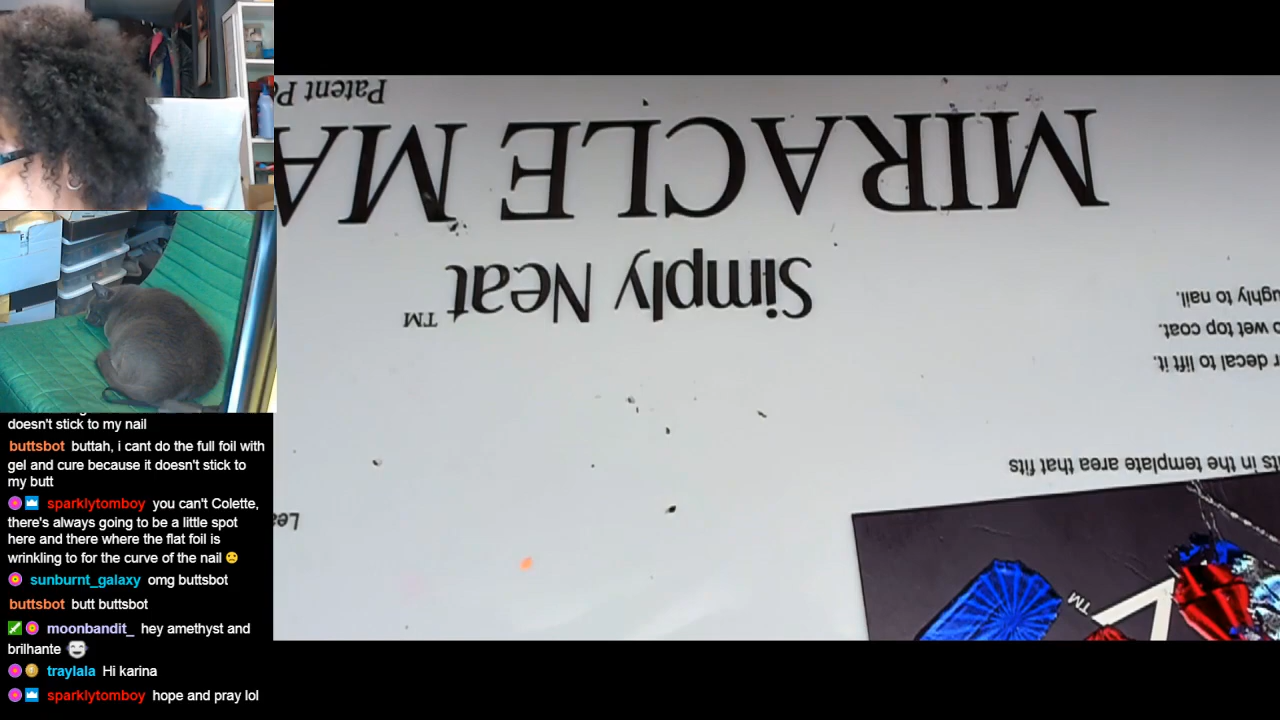 doesn't stick to my nail
buttsbot buttah, i cant do the full foil with
gel and cure because it doesn't stick to
my butt
sparklytomboy you can't Colette,
there's always going to be a little spot
here and there where the flat foil is
wrinkling to for the curve of the nail
sunburnt_galaxy omg buttsbot
buttsbot butt buttsbot
moonbandit_ hey amethyst and
brilhante
traylala Hi karina
sparklytomboy hope and pray lol
Patent
MIRACLE MA
Simply Neat™
ughly to nail.
o wet top coat.
r decal to lift it.
its in the template area that fits
Lea
TM